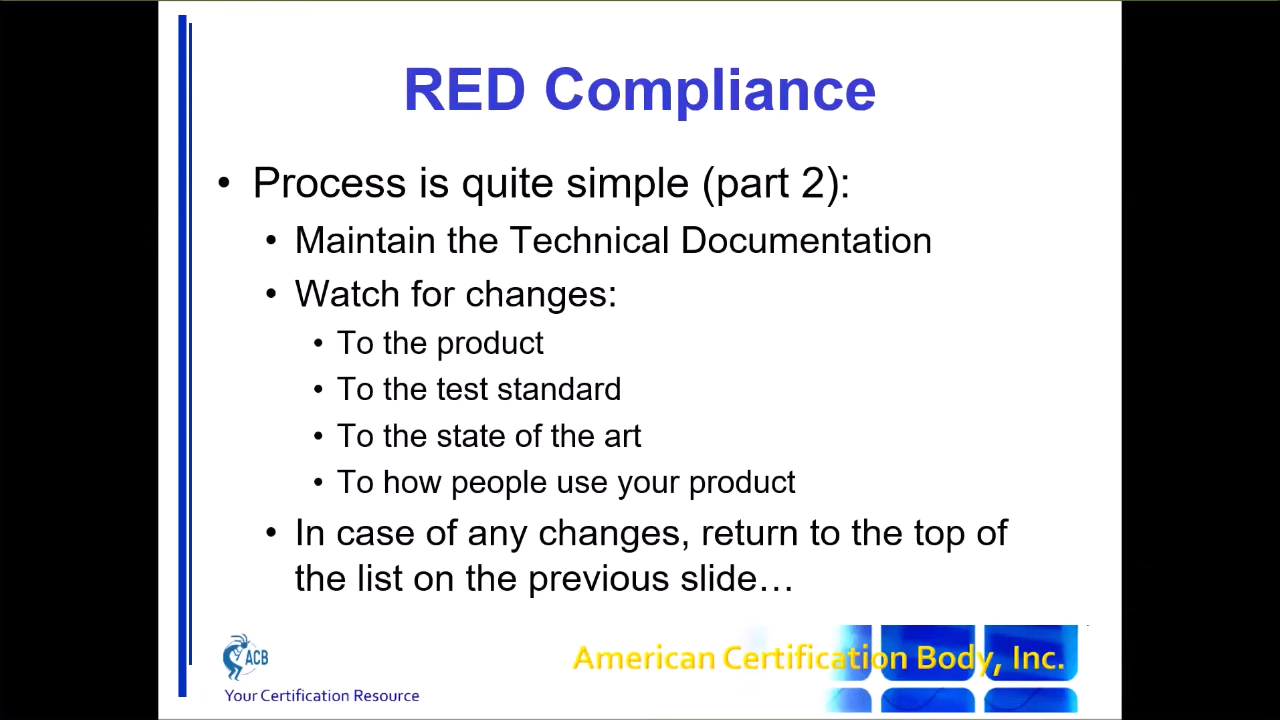 RED Compliance
• Process is quite simple (part 2):
• Maintain the Technical Documentation
• Watch for changes:
• To the product
• To the test standard
• To the state of the art
• To how people use your product
• In case of any changes, return to the top of
the list on the previous slide…
ACB
American Certification Body, Inc.
Your Certification Resource